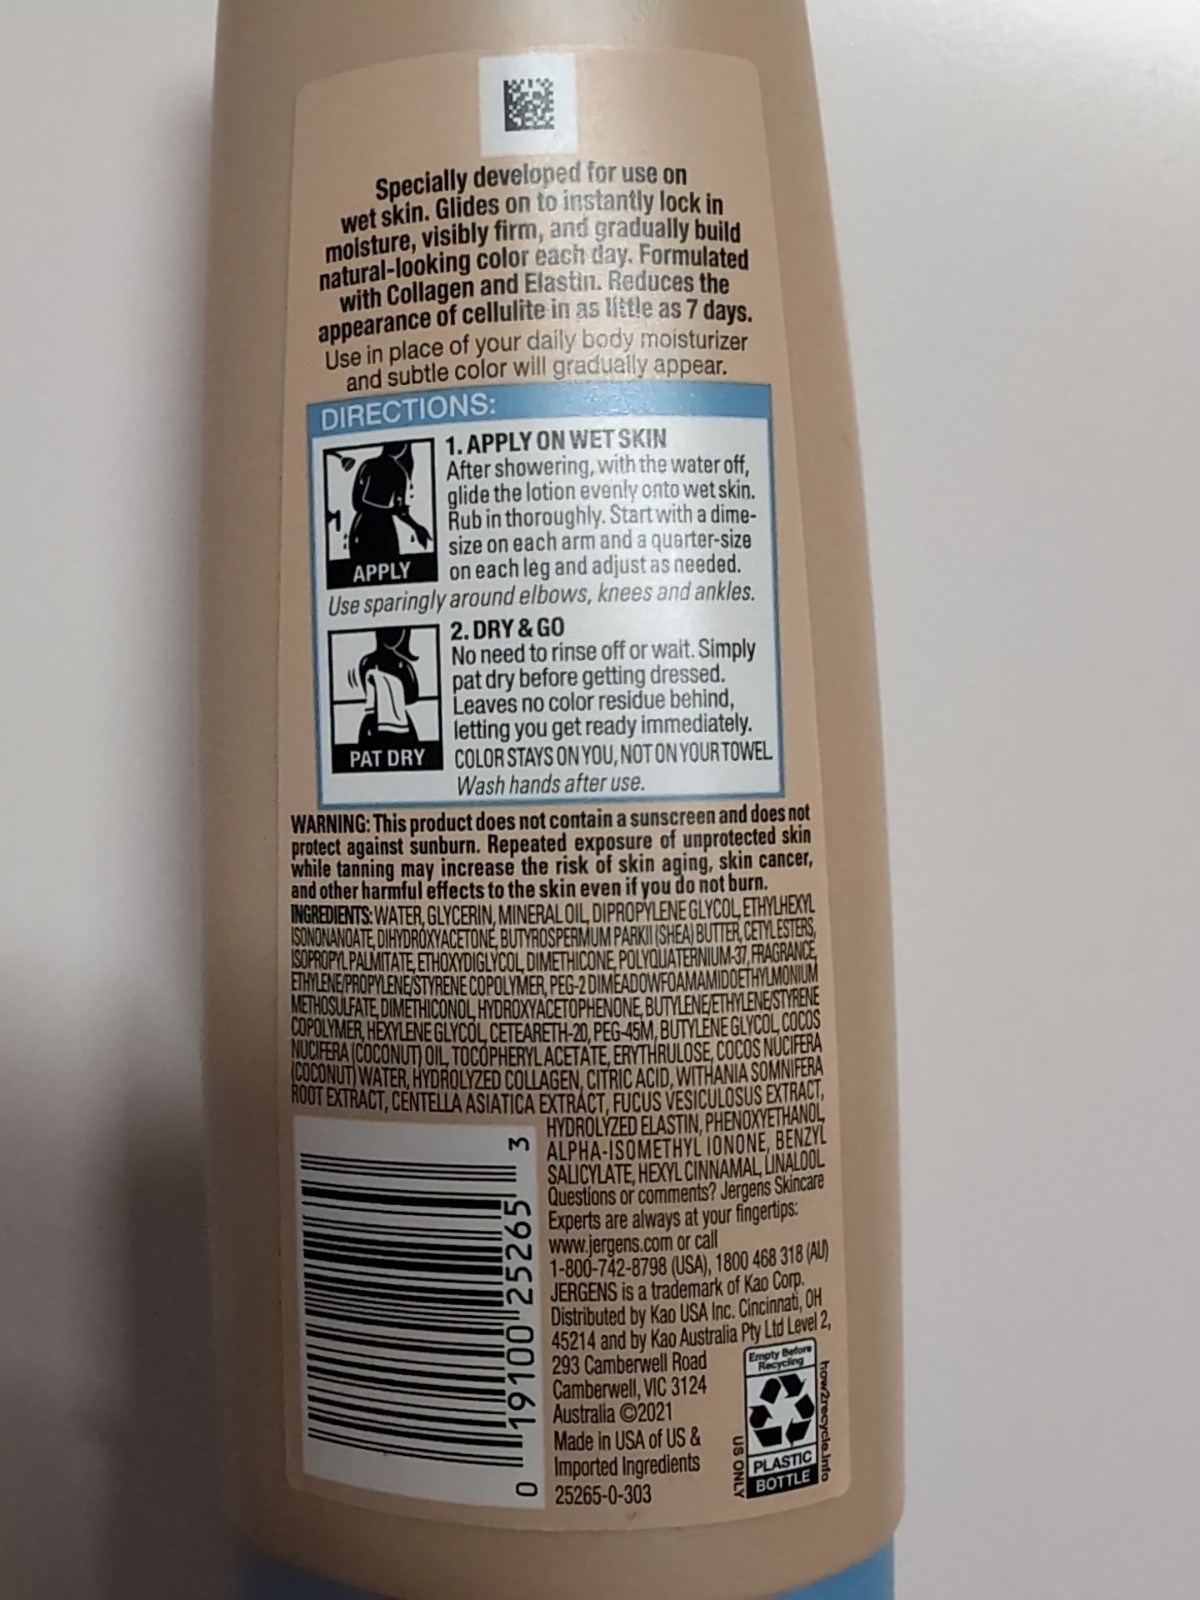 Specially developed for use on
wet skin. Glides on to instantly lock in
moisture, visibly firm, and gradually build
natural-looking color each day. Formulated
with Collagen and Elastin. Reduces the
appearance of cellulite in as little as 7 days.
Use in place of your daily body moisturizer
and subtle color will gradually appear.
DIRECTIONS:
1. APPLY ON WET SKIN
After showering, with the water off,
glide the lotion evenly onto wet skin.
Rub in thoroughly. Start with a dime-
size on each arm and a quarter-size
on each leg and adjust as needed.
APPLY
Use sparingly around elbows, knees and ankles.
2. DRY & GO
No need to rinse off or wait. Simply
pat dry before getting dressed.
Leaves no color residue behind,
letting you get ready immediately.
COLOR STAYS ON YOU, NOT ON YOUR TOWEL
PAT DRY
Wash hands after use.
WARNING: This product does not contain a sunscreen and does not
protect against sunburn. Repeated exposure of unprotected skin
while tanning may increase the risk of skin aging, skin cancer,
and other harmful effects to the skin even if you do not burn.
INGREDIENTS: WATER, GLYCERIN, MINERAL OIL, DIPROPYLENE GLYCOL, ETHYLHEXYL
ISONONANOATE, DIHYDROXYACETONE, BUTYROSPERMUM PARKII (SHEA) BUTTER, CETYL ESTERS,
ISOPROPYL PALMITATE, ETHOXYDIGLYCOL, DIMETHICONE, POLYQUATERNIUM-37, FRAGRANCE,
ETHYLENE/PROPYLENE/STYRENE COPOLYMER, PEG-2 DIMEADOWFOAMAMIDOETHYLMONIUM
METHOSULFATE, DIMETHICONOL, HYDROXYACETOPHENONE, BUTYLENE/ETHYLENE/STYRENE
COPOLYMER, HEXYLENE GLYCOL, CETEARETH-20, PEG-45M, BUTYLENE GLYCOL, COCOS
NUCIFERA (COCONUT) OIL, TOCOPHERYL ACETATE, ERYTHRULOSE, COCOS NUCIFERA
(COCONUT) WATER, HYDROLYZED COLLAGEN, CITRIC ACID, WITHANIA SOMNIFERA
ROOT EXTRACT, CENTELLA ASIATICA EXTRACT, FUCUS VESICULOSUS EXTRACT,
HYDROLYZED ELASTIN, PHENOXYETHANOL,
ALPHA-ISOMETHYL IONONE, BENZYL
SALICYLATE, HEXYL CINNAMAL, LINALOOL
Questions or comments? Jergens Skincare
Experts are always at your fingertips:
www.jergens.com or call
1-800-742-8798 (USA), 1800 468 318 (AU)
JERGENS is a trademark of Kao Corp.
Distributed by Kao USA Inc. Cincinnati, OH
45214 and by Kao Australia Pty Ltd Level 2,
293 Camberwell Road
Camberwell, VIC 3124
Australia ©2021
Made in USA of US &
Imported Ingredients
25265-0-303
0 19100 25265 3
Empty Before
Recycling
PLASTIC
BOTTLE
US ONLY
how2recycle.info